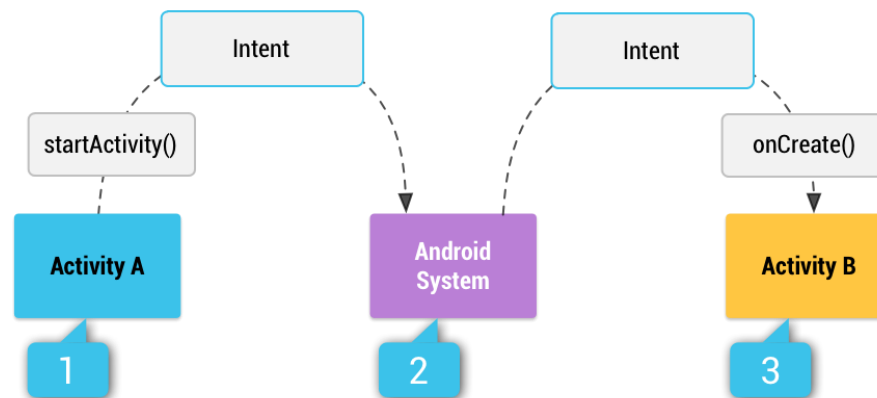 Intent
Intent
startActivity()
onCreate()
Activity A
Android
System
Activity B
1
2
3